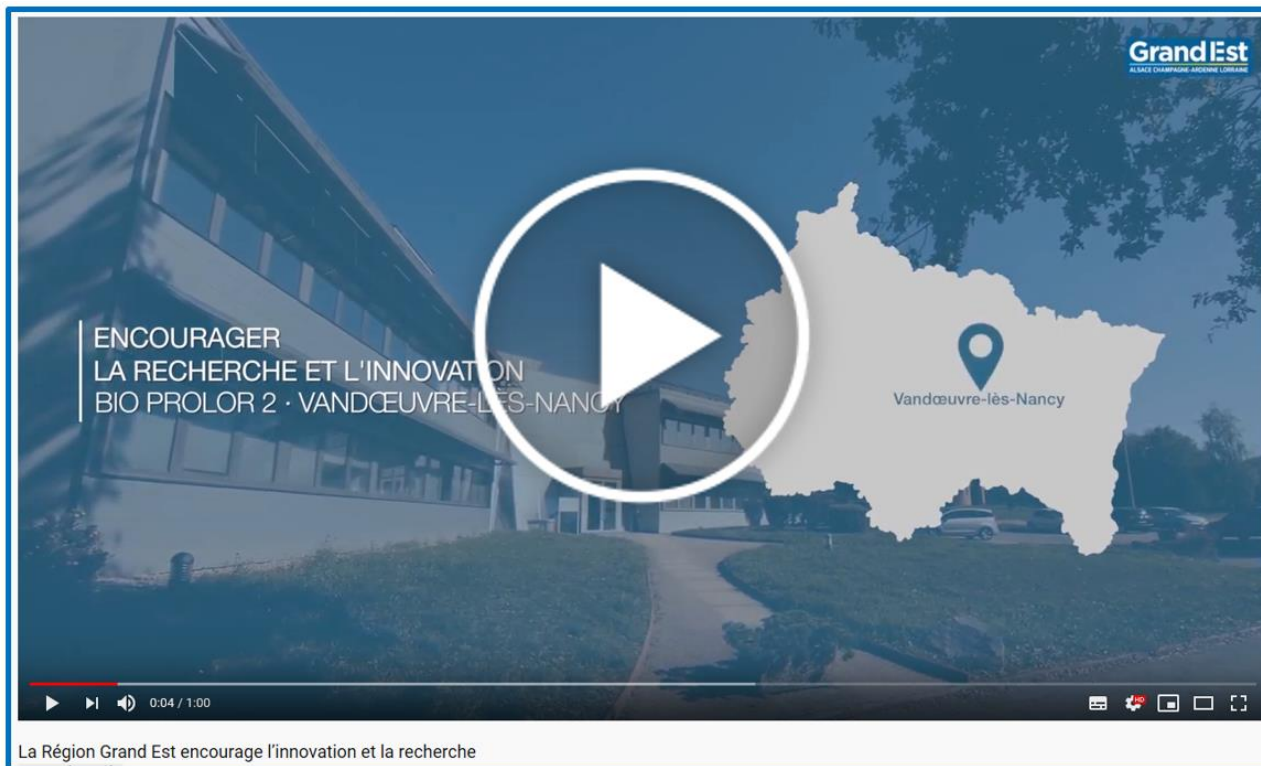 Grand Est
ALSACE CHAMPAGNE-ARDENNE LORRAINE
ENCOURAGER
LA RECHERCHE ET L'INNOVATION
BIO PROLOR 2 · VANDŒUVRE-LÈS-NANCY
Vandœuvre-lès-Nancy
0:04 / 1:00
HD
La Région Grand Est encourage l’innovation et la recherche